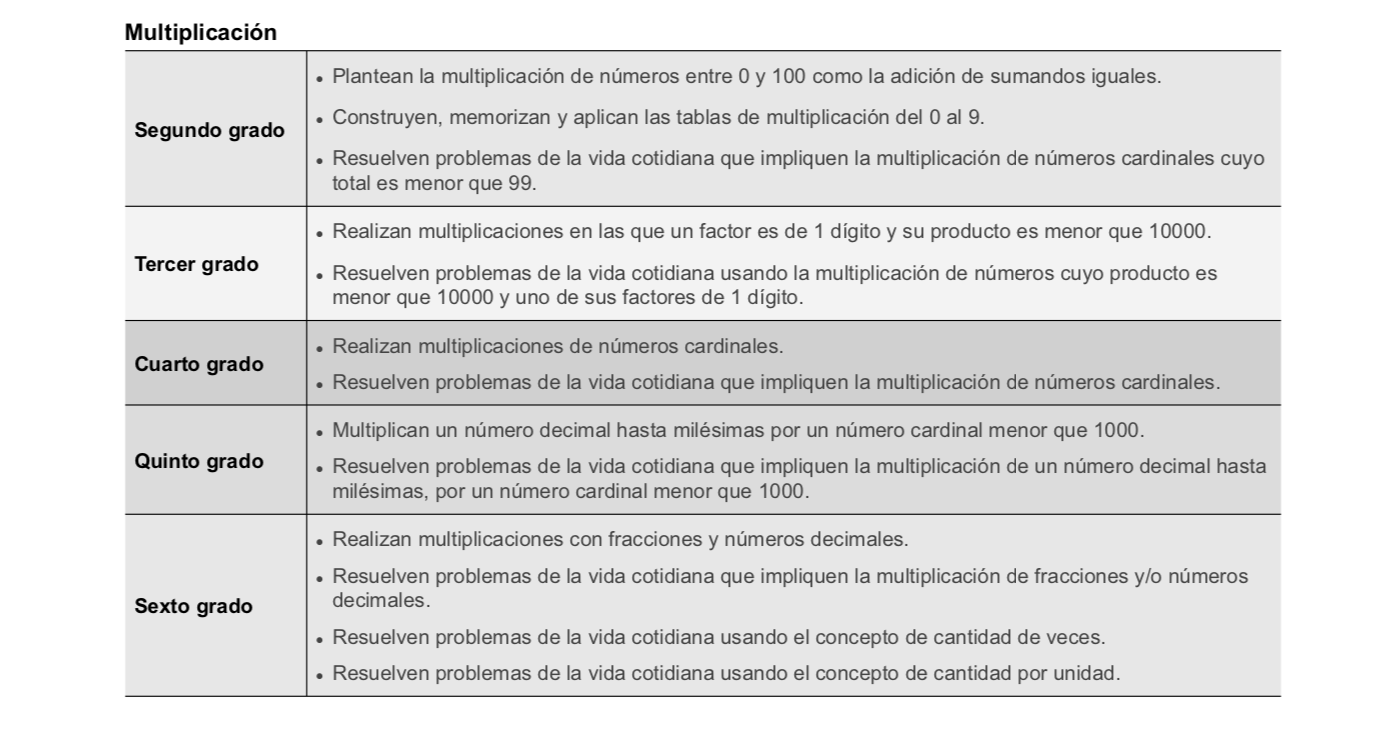 Multiplicación
Segundo grado
• Plantean la multiplicación de números entre 0 y 100 como la adición de sumandos iguales.
• Construyen, memorizan y aplican las tablas de multiplicación del 0 al 9.
• Resuelven problemas de la vida cotidiana que impliquen la multiplicación de números cardinales cuyo
total es menor que 99.
Tercer grado
• Realizan multiplicaciones en las que un factor es de 1 dígito y su producto es menor que 10000.
• Resuelven problemas de la vida cotidiana usando la multiplicación de números cuyo producto es
menor que 10000 y uno de sus factores de 1 dígito.
Cuarto grado
• Realizan multiplicaciones de números cardinales.
• Resuelven problemas de la vida cotidiana que impliquen la multiplicación de números cardinales.
Quinto grado
• Multiplican un número decimal hasta milésimas por un número cardinal menor que 1000.
• Resuelven problemas de la vida cotidiana que impliquen la multiplicación de un número decimal hasta
milésimas, por un número cardinal menor que 1000.
Sexto grado
• Realizan multiplicaciones con fracciones y números decimales.
• Resuelven problemas de la vida cotidiana que impliquen la multiplicación de fracciones y/o números
decimales.
• Resuelven problemas de la vida cotidiana usando el concepto de cantidad de veces.
• Resuelven problemas de la vida cotidiana usando el concepto de cantidad por unidad.